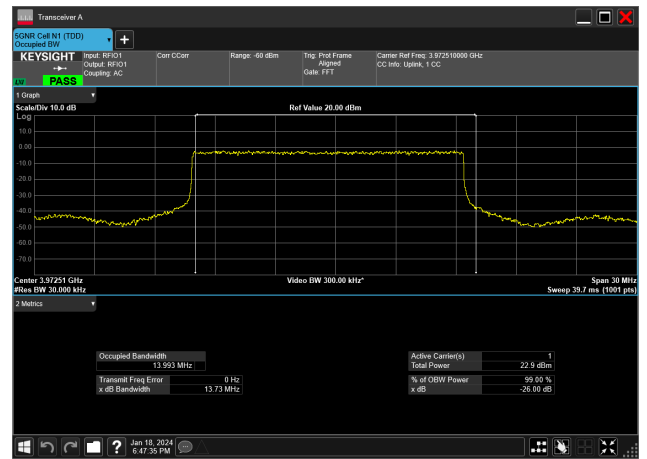 Transceiver A
5GNR Cell N1 (TDD)
Occupied BW
KEYSIGHT
LW
PASS
Input: RFIO1
Output: RFIO1
Coupling: AC
Corr CCorr
Range: -60 dBm
Trig: Prot Frame
Aligned
Gate: FFT
Carrier Ref Freq: 3.972510000 GHz
CC Info: Uplink, 1 CC
1 Graph
Scale/Div 10.0 dB
Ref Value 20.00 dBm
Log
10.0
0.00
-10.0
-20.0
-30.0
-40.0
-50.0
-60.0
-70.0
Center 3.97251 GHz
Video BW 300.00 kHz*
Span 30 MHz
#Res BW 30.000 kHz
Sweep 39.7 ms (1001 pts)
2 Metrics
Occupied Bandwidth
13.993 MHz
Transmit Freq Error 0 Hz
x dB Bandwidth 13.73 MHz
Active Carrier(s) 1
Total Power 22.9 dBm
% of OBW Power 99.00 %
x dB -26.00 dB
?
Jan 18, 2024
6:47:35 PM